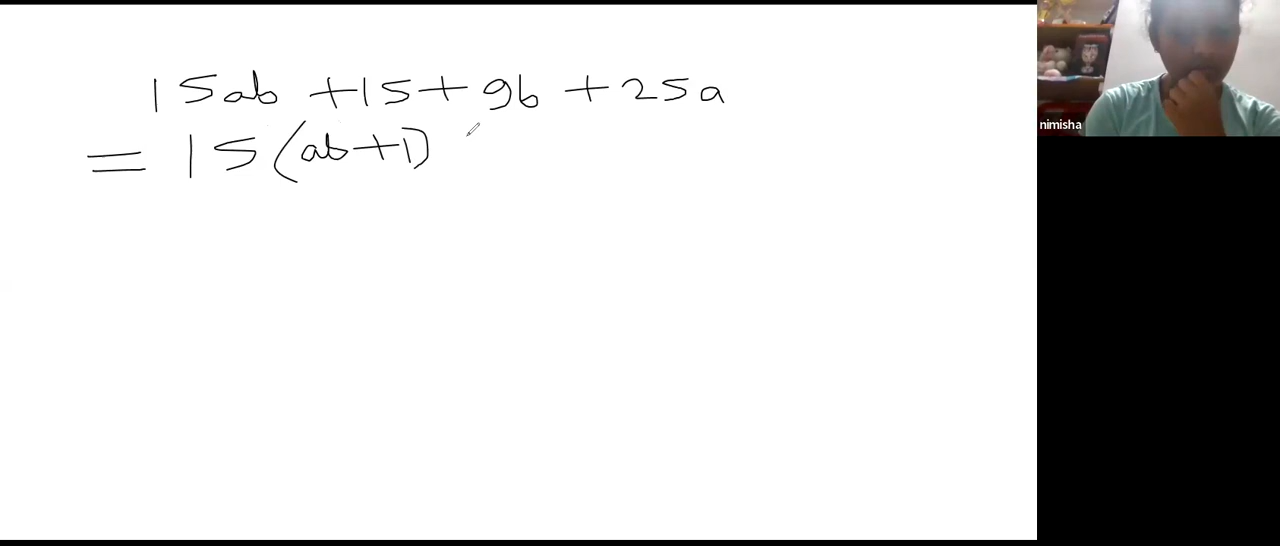 15ab +15 + 9b + 25a
= 15(ab+1)
nimisha